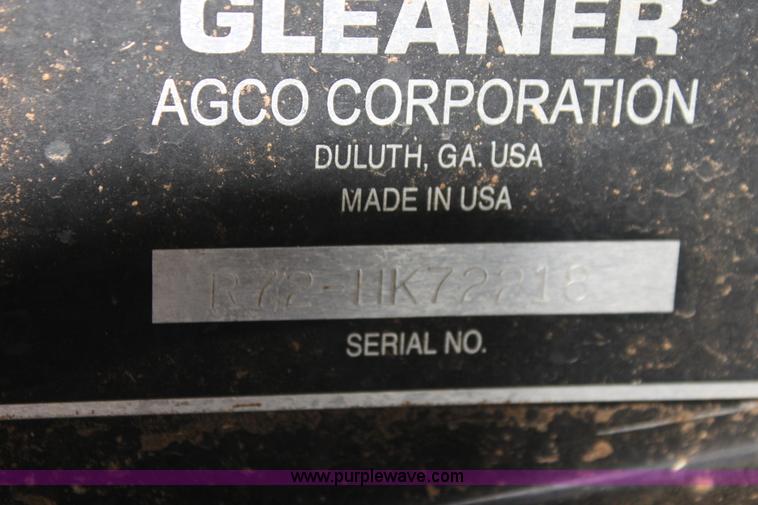 GLEANER®
AGCO CORPORATION
DULUTH, GA. USA
MADE IN USA
R72-HK72218
SERIAL NO.
www.purplewave.com